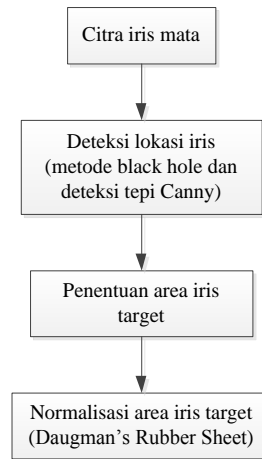 Citra iris mata
Deteksi lokasi iris
(metode black hole dan
deteksi tepi Canny)
Penentuan area iris
target
Normalisasi area iris target
(Daugman's Rubber Sheet)